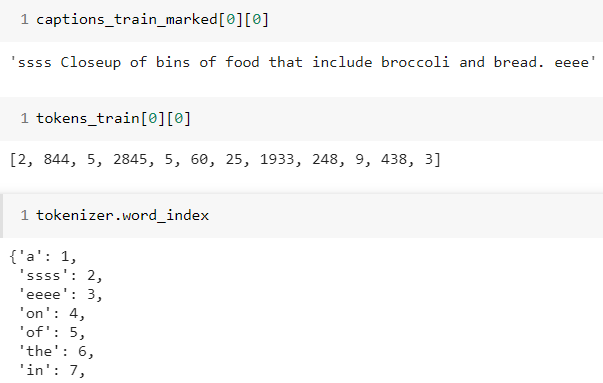 1 captions_train_marked[0][0]
'ssss Closeup of bins of food that include broccoli and bread. eeee'
1 tokens_train[0][0]
[2, 844, 5, 2845, 5, 60, 25, 1933, 248, 9, 438, 3]
1 tokenizer.word_index
{'a': 1,
'ssss': 2,
'eeee': 3,
'on': 4,
'of': 5,
'the': 6,
'in': 7,